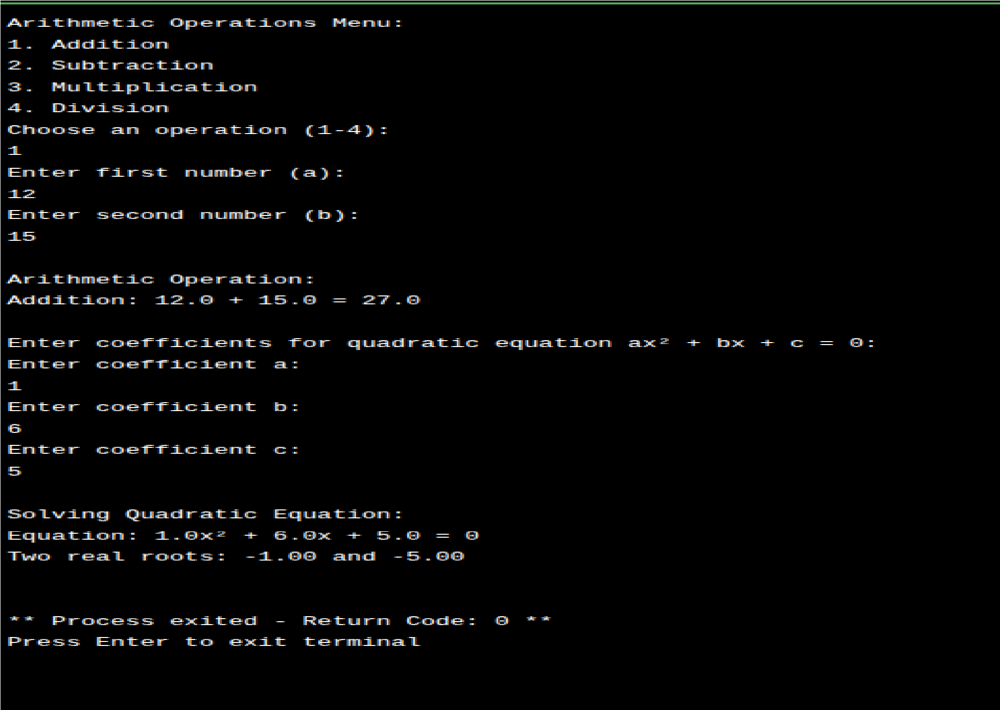 Arithmetic Operations Menu:
1. Addition
2. Subtraction
3. Multiplication
4. Division
Choose an operation (1-4):
1
Enter first number (a):
12
Enter second number (b):
15
Arithmetic Operation:
Addition: 12.0 + 15.0 = 27.0
Enter coefficients for quadratic equation ax² + bx + c = 0:
Enter coefficient a:
1
Enter coefficient b:
6
Enter coefficient c:
5
Solving Quadratic Equation:
Equation: 1.0x² + 6.0x + 5.0 = 0
Two real roots: -1.00 and -5.00
** Process exited - Return Code: 0 **
Press Enter to exit terminal